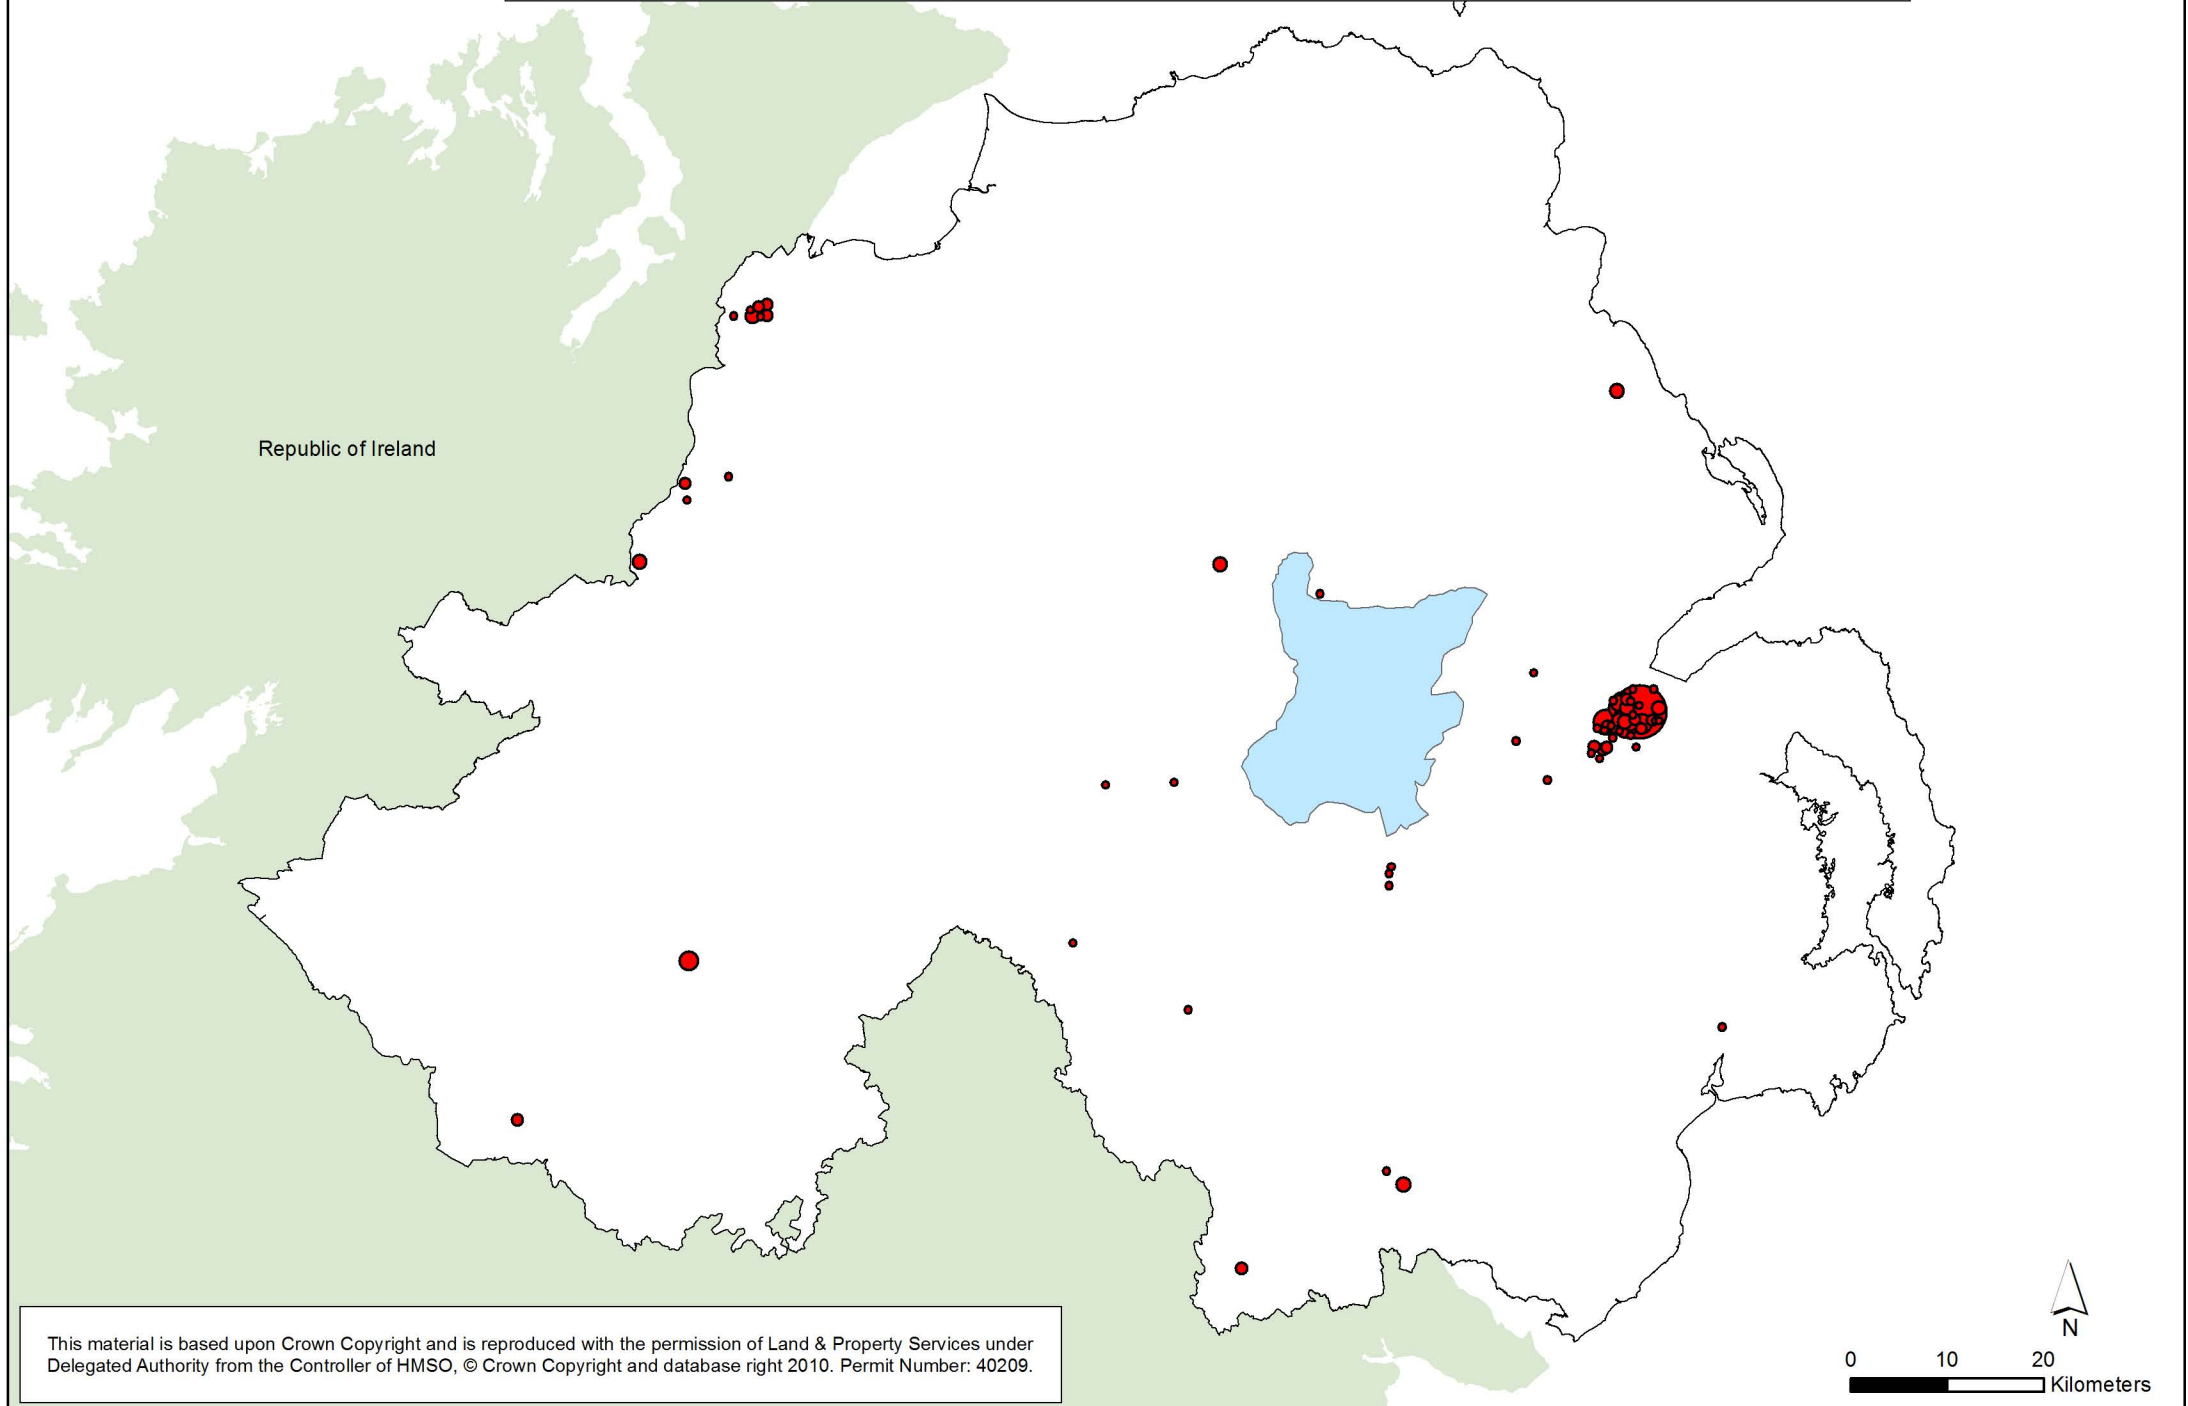 Republic of Ireland
This material is based upon Crown Copyright and is reproduced with the permission of Land & Property Services under
Delegated Authority from the Controller of HMSO, © Crown Copyright and database right 2010. Permit Number: 40209.
N
0 10 20
Kilometers